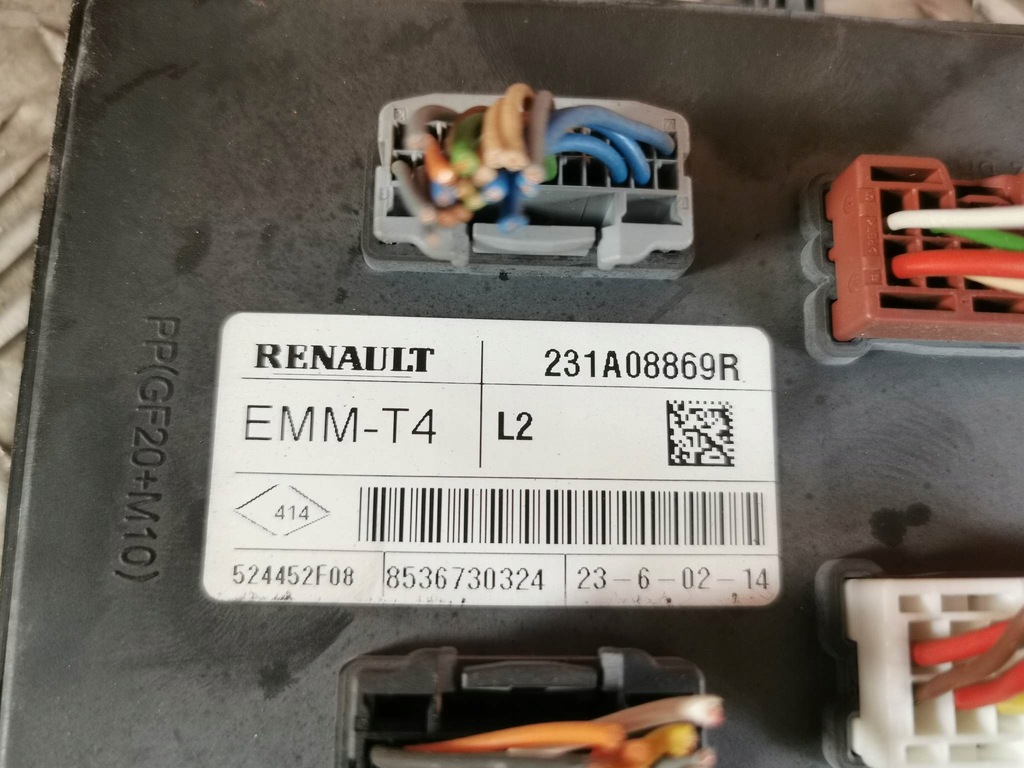 RENAULT 231A08869R
EMM-T4 L2
414
524452F08 8536730324 23-6-02-14
PP(GF20+M10)